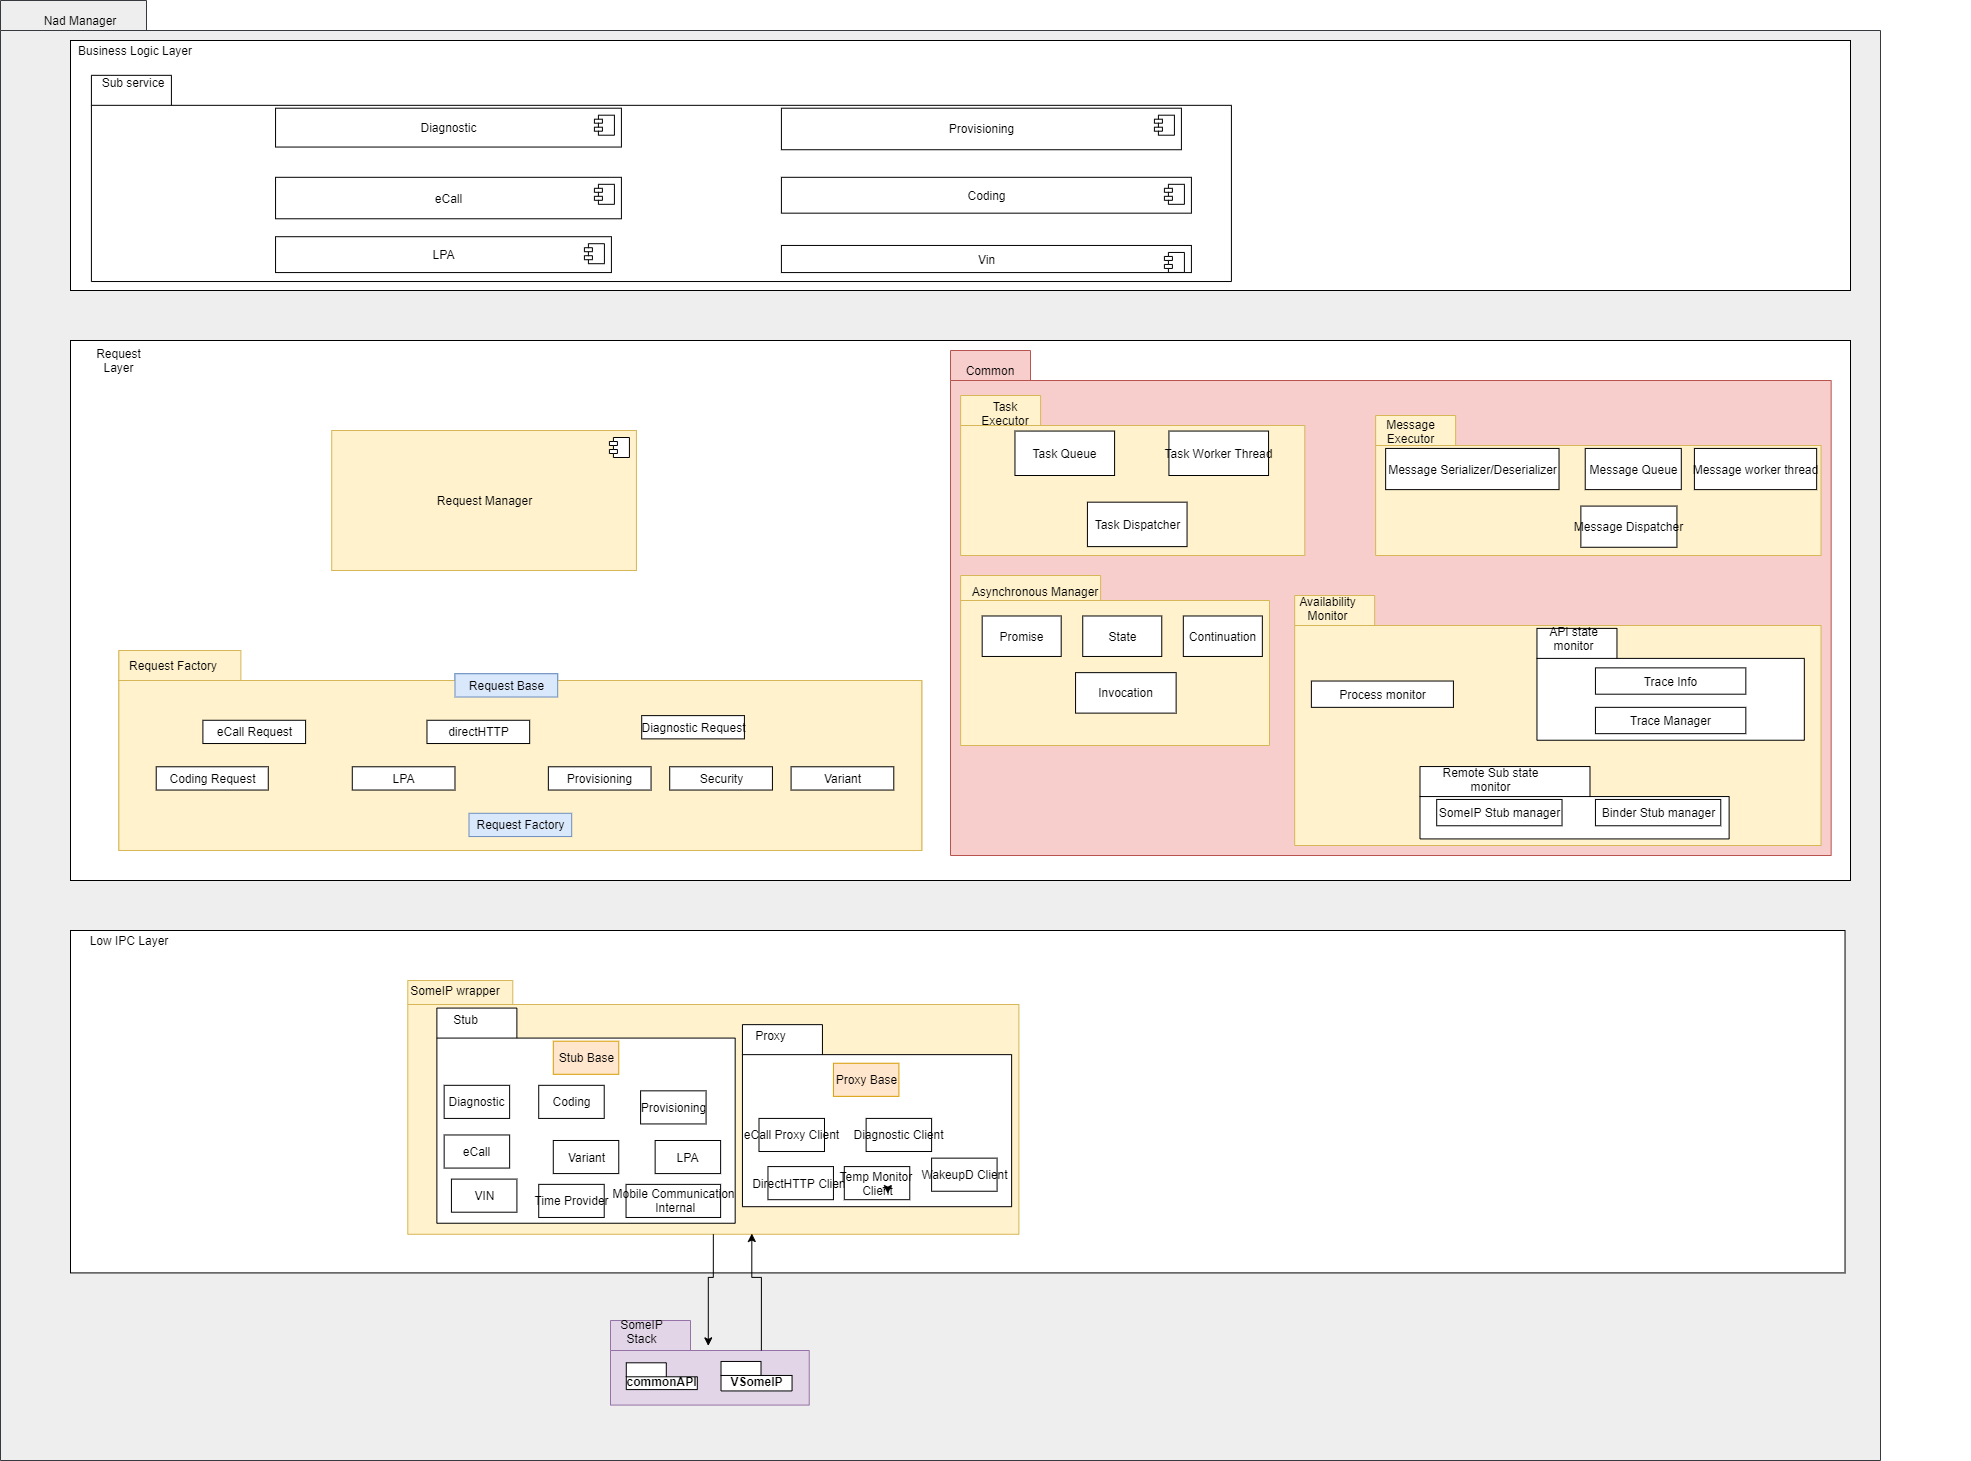 Nad Manager
Business Logic Layer
Sub service
Diagnostic
Provisioning
eCall
Coding
LPA
Vin
Request
Layer
Request Manager
Request Factory
Request Base
eCall Request
directHTTP
Diagnostic Request
Coding Request
LPA
Provisioning
Security
Variant
Request Factory
Common
Task
Executor
Task Queue
Task Worker Thread
Task Dispatcher
Message
Executor
Message Serializer/Deserializer
Message Queue
Message worker thread
Message Dispatcher
Asynchronous Manager
Promise
State
Continuation
Invocation
Availability
Monitor
Process monitor
API state
monitor
Trace Info
Trace Manager
Remote Sub state
monitor
SomeIP Stub manager
Binder Stub manager
Low IPC Layer
SomeIP wrapper
Stub
Stub Base
Diagnostic
Coding
Provisioning
eCall
Variant
LPA
VIN
Time Provider
Mobile Communication
Internal
Proxy
Proxy Base
eCall Proxy Client
Diagnostic Client
DirectHTTP Clien
Temp Monitor
Client
WakeupD Client
SomeIP
Stack
commonAPI
VSomeIP